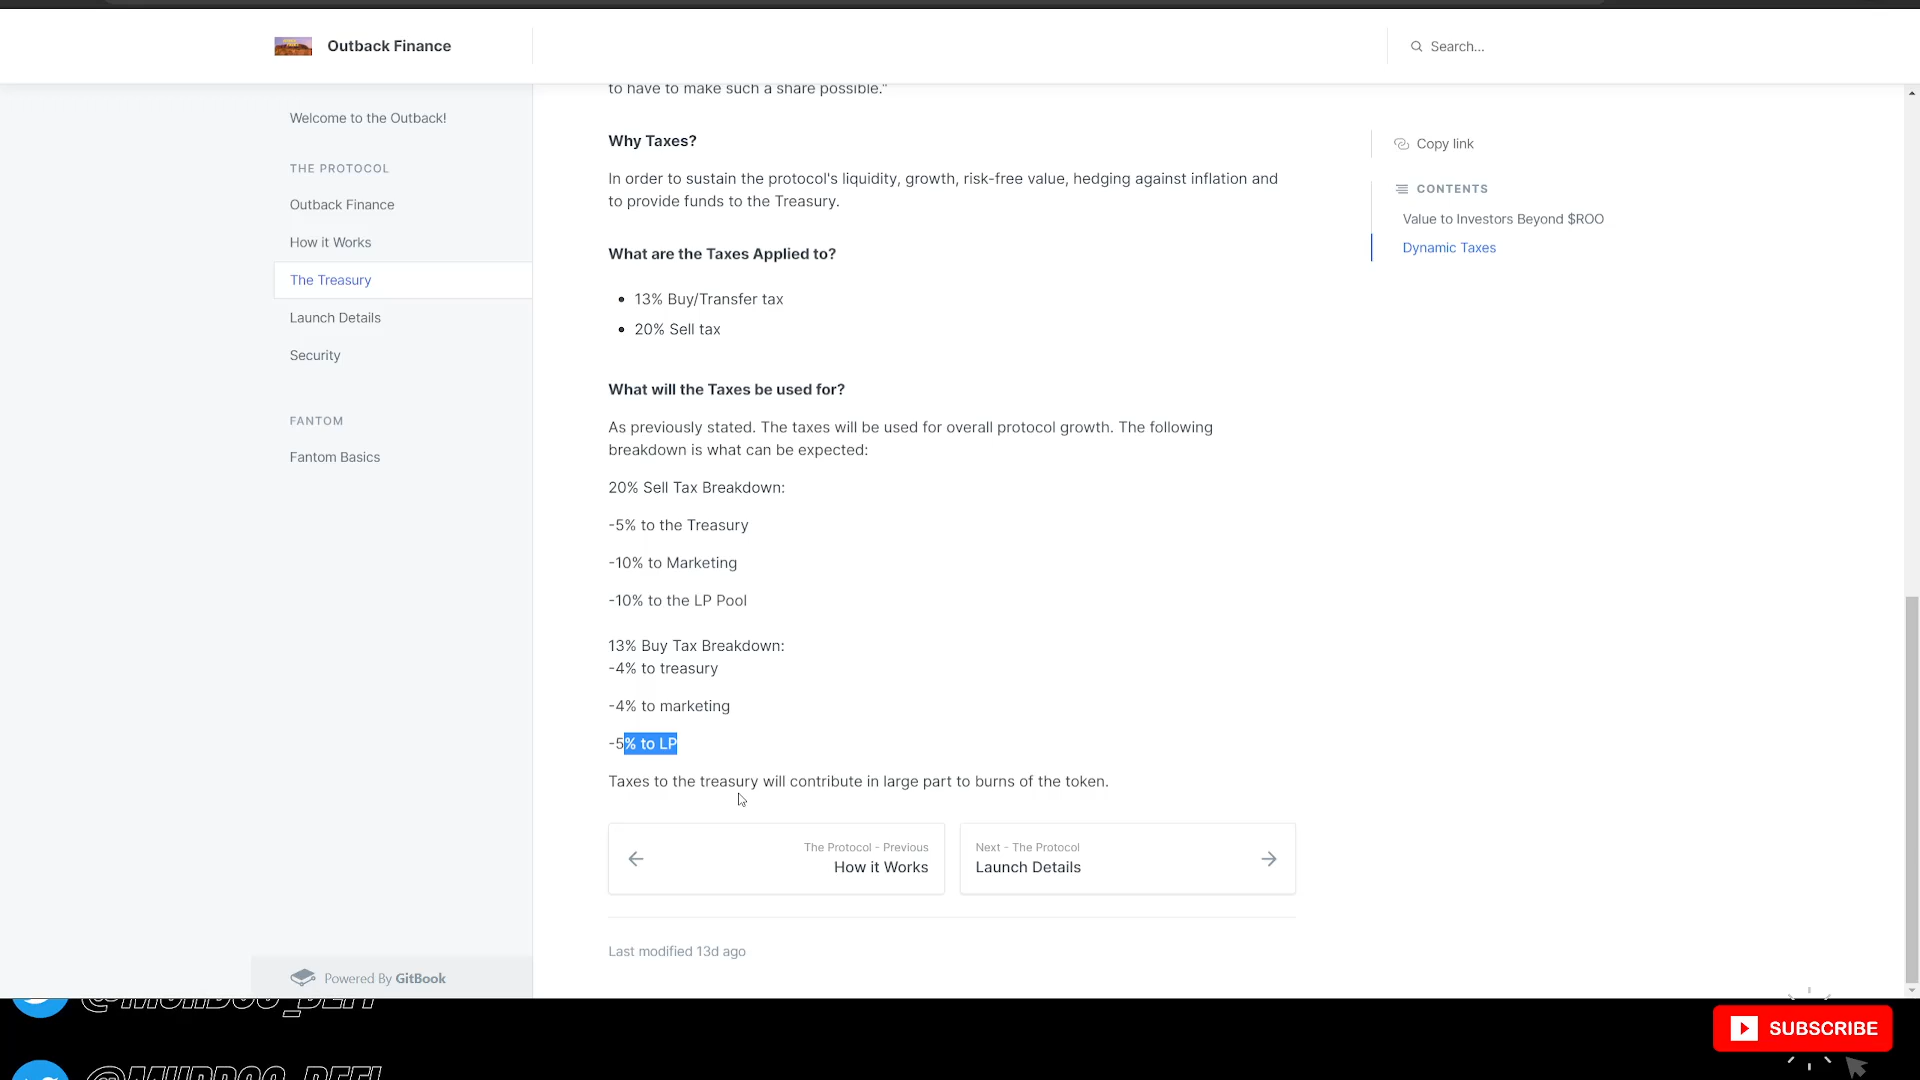 Outback Finance
Search...
Welcome to the Outback!
THE PROTOCOL
Outback Finance
How it Works
The Treasury
Launch Details
Security
FANTOM
Fantom Basics
Powered By GitBook
to have to make such a share possible."
Why Taxes?
In order to sustain the protocol's liquidity, growth, risk-free value, hedging against inflation and
to provide funds to the Treasury.
What are the Taxes Applied to?
• 13% Buy/Transfer tax
• 20% Sell tax
What will the Taxes be used for?
As previously stated. The taxes will be used for overall protocol growth. The following
breakdown is what can be expected:
20% Sell Tax Breakdown:
-5% to the Treasury
-10% to Marketing
-10% to the LP Pool
13% Buy Tax Breakdown:
-4% to treasury
-4% to marketing
-5% to LP
Taxes to the treasury will contribute in large part to burns of the token.
The Protocol - Previous
How it Works
Next - The Protocol
Launch Details
Last modified 13d ago
Copy link
CONTENTS
Value to Investors Beyond $ROO
Dynamic Taxes
SUBSCRIBE